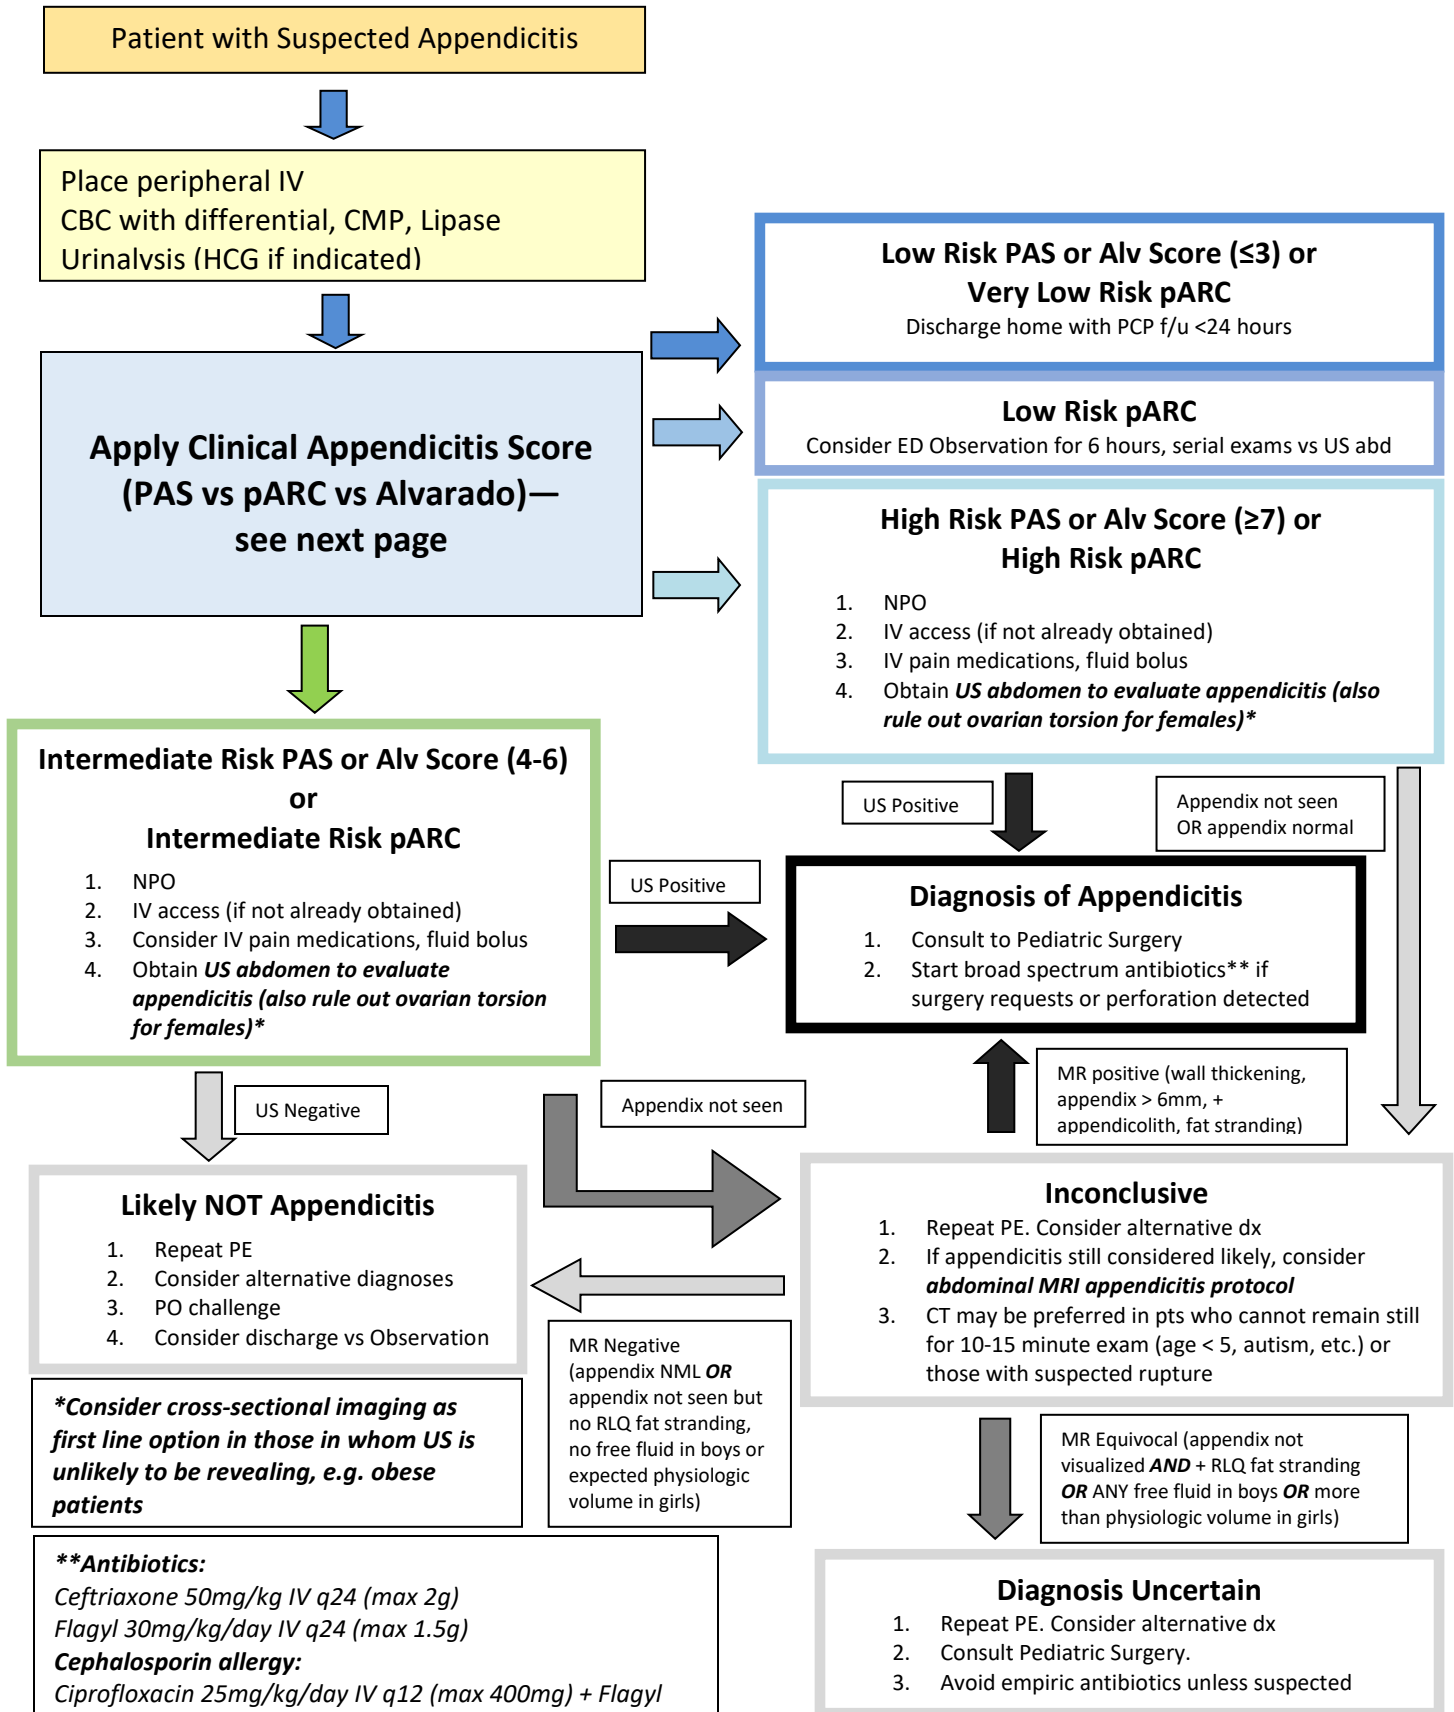 Patient with Suspected Appendicitis
Place peripheral IV
CBC with differential, CMP, Lipase
Urinalysis (HCG if indicated)
Apply Clinical Appendicitis Score
(PAS vs pARC vs Alvarado)—
see next page
Low Risk PAS or Alv Score (≤3) or
Very Low Risk pARC
Discharge home with PCP f/u <24 hours
Low Risk pARC
Consider ED Observation for 6 hours, serial exams vs US abd
High Risk PAS or Alv Score (≥7) or
High Risk pARC
1. NPO
2. IV access (if not already obtained)
3. IV pain medications, fluid bolus
4. Obtain US abdomen to evaluate appendicitis (also
rule out ovarian torsion for females)*
Intermediate Risk PAS or Alv Score (4-6)
or
Intermediate Risk pARC
1. NPO
2. IV access (if not already obtained)
3. Consider IV pain medications, fluid bolus
4. Obtain US abdomen to evaluate
appendicitis (also rule out ovarian torsion
for females)*
US Positive
Appendix not seen
OR appendix normal
US Positive
Diagnosis of Appendicitis
1. Consult to Pediatric Surgery
2. Start broad spectrum antibiotics** if
surgery requests or perforation detected
US Negative
Appendix not seen
MR positive (wall thickening,
appendix > 6mm, +
appendicolith, fat stranding)
Likely NOT Appendicitis
1. Repeat PE
2. Consider alternative diagnoses
3. PO challenge
4. Consider discharge vs Observation
Inconclusive
1. Repeat PE. Consider alternative dx
2. If appendicitis still considered likely, consider
abdominal MRI appendicitis protocol
3. CT may be preferred in pts who cannot remain still
for 10-15 minute exam (age < 5, autism, etc.) or
those with suspected rupture
MR Negative
(appendix NML OR
appendix not seen but
no RLQ fat stranding,
no free fluid in boys or
expected physiologic
volume in girls)
*Consider cross-sectional imaging as
first line option in those in whom US is
unlikely to be revealing, e.g. obese
patients
MR Equivocal (appendix not
visualized AND + RLQ fat stranding
OR ANY free fluid in boys OR more
than physiologic volume in girls)
**Antibiotics:
Ceftriaxone 50mg/kg IV q24 (max 2g)
Flagyl 30mg/kg/day IV q24 (max 1.5g)
Cephalosporin allergy:
Ciprofloxacin 25mg/kg/day IV q12 (max 400mg) + Flagyl
Diagnosis Uncertain
1. Repeat PE. Consider alternative dx
2. Consult Pediatric Surgery.
3. Avoid empiric antibiotics unless suspected